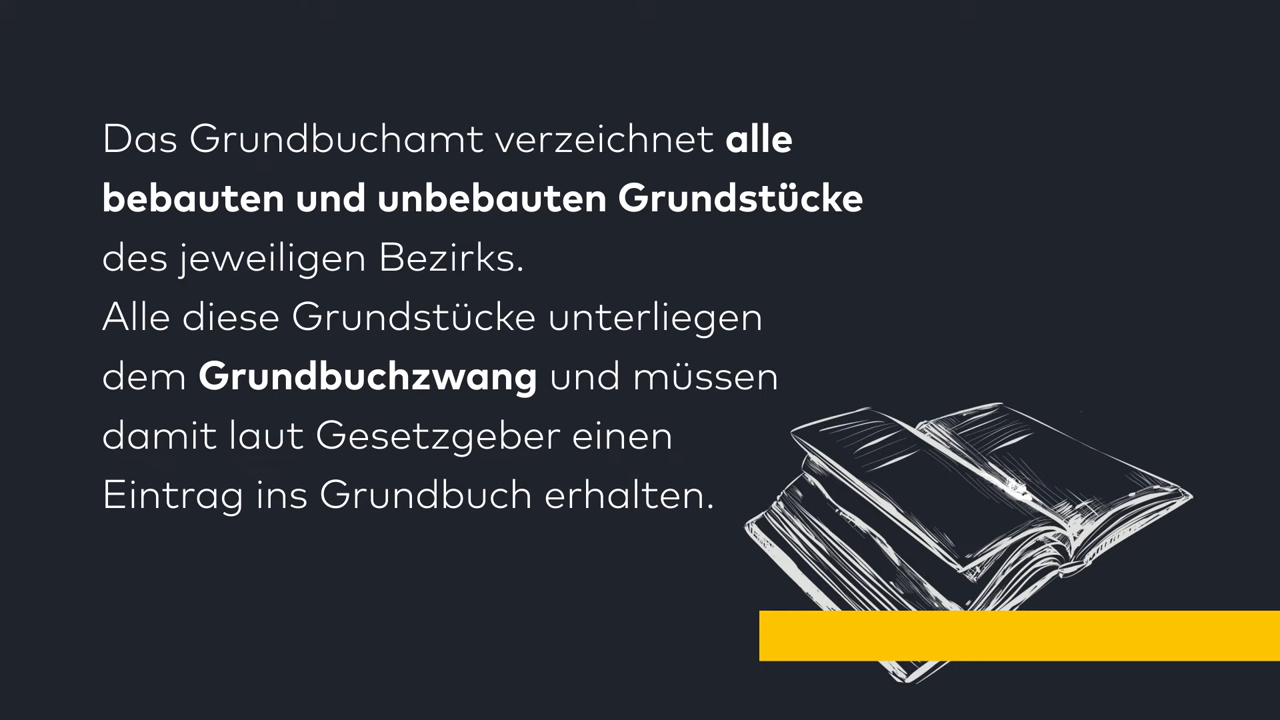 Das Grundbuchamt verzeichnet alle
bebauten und unbebauten Grundstücke
des jeweiligen Bezirks.
Alle diese Grundstücke unterliegen
dem Grundbuchzwang und müssen
damit laut Gesetzgeber einen
Eintrag ins Grundbuch erhalten.